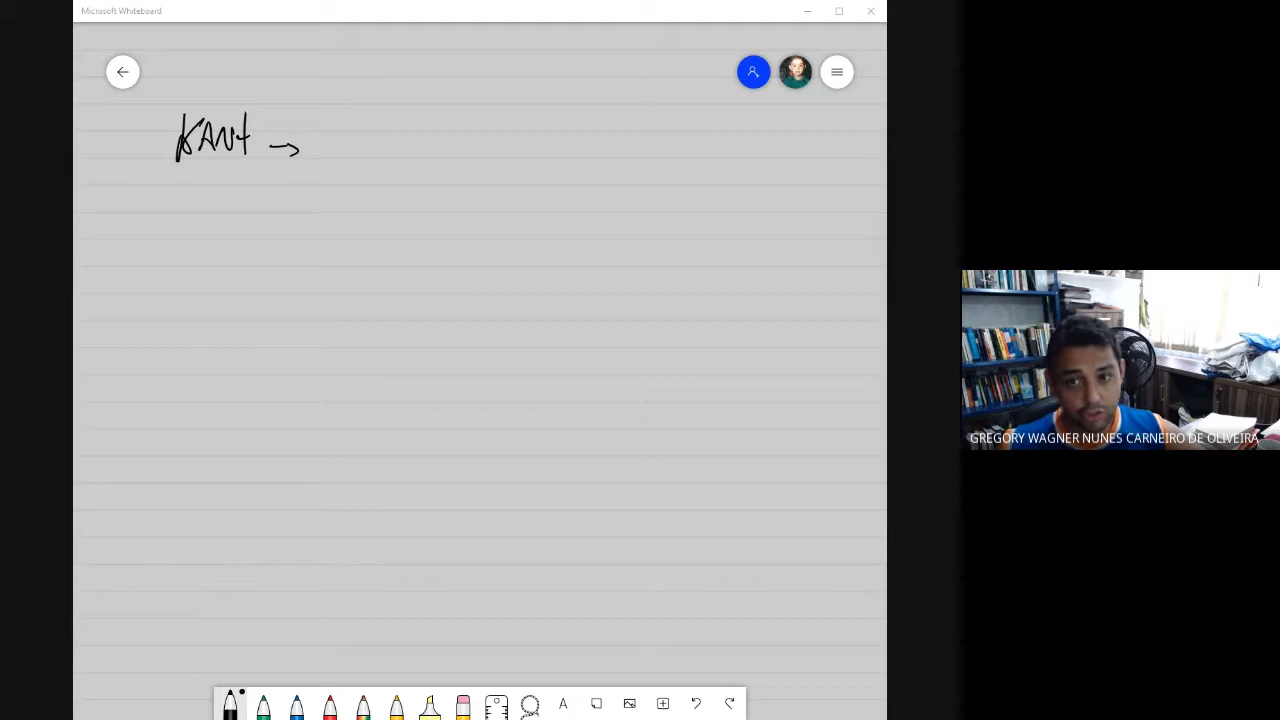 Microsoft Whiteboard
KANT →
GREGORY WAGNER NUNES CARNEIRO DE OLIVEIRA
A